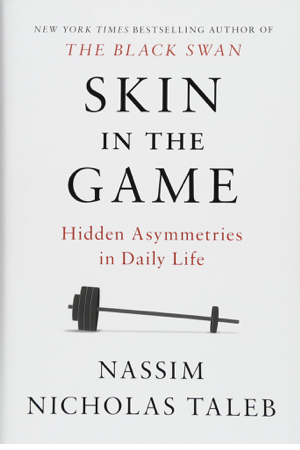 NEW YORK TIMES BESTSELLING AUTHOR OF
THE BLACK SWAN
SKIN
IN THE
GAME
Hidden Asymmetries
in Daily Life
NASSIM
NICHOLAS TALEB